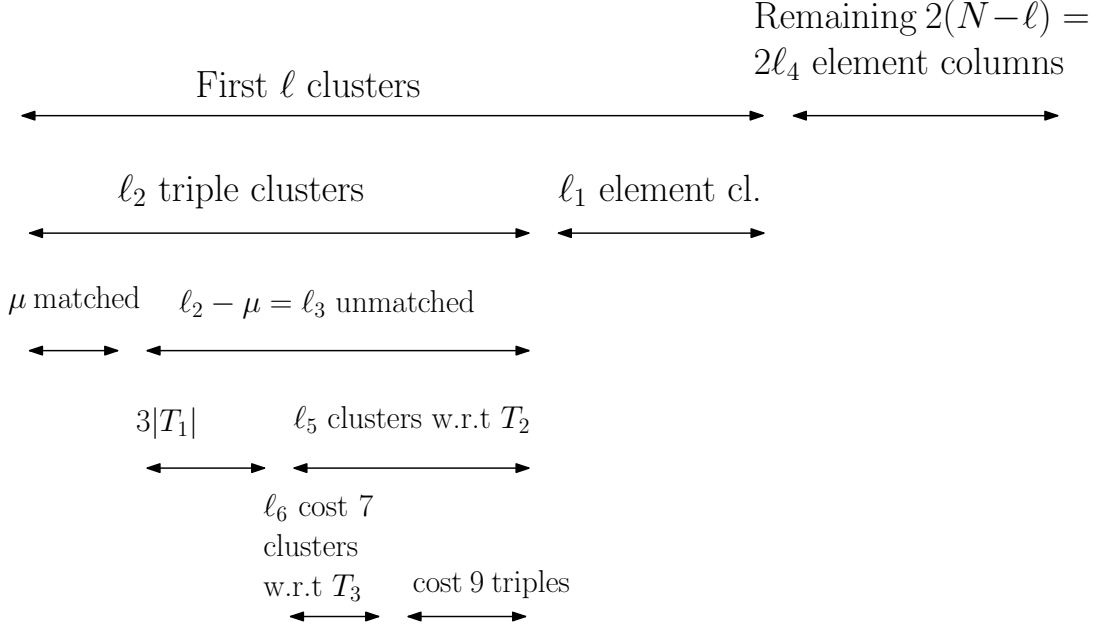 Remaining 2(N−ℓ) =
2ℓ₄ element columns
First ℓ clusters
ℓ₂ triple clusters
ℓ₁ element cl.
μ matched
ℓ₂ − μ = ℓ₃ unmatched
3|T₁|
ℓ₅ clusters w.r.t T₂
ℓ₆ cost 7
clusters
w.r.t T₃
cost 9 triples